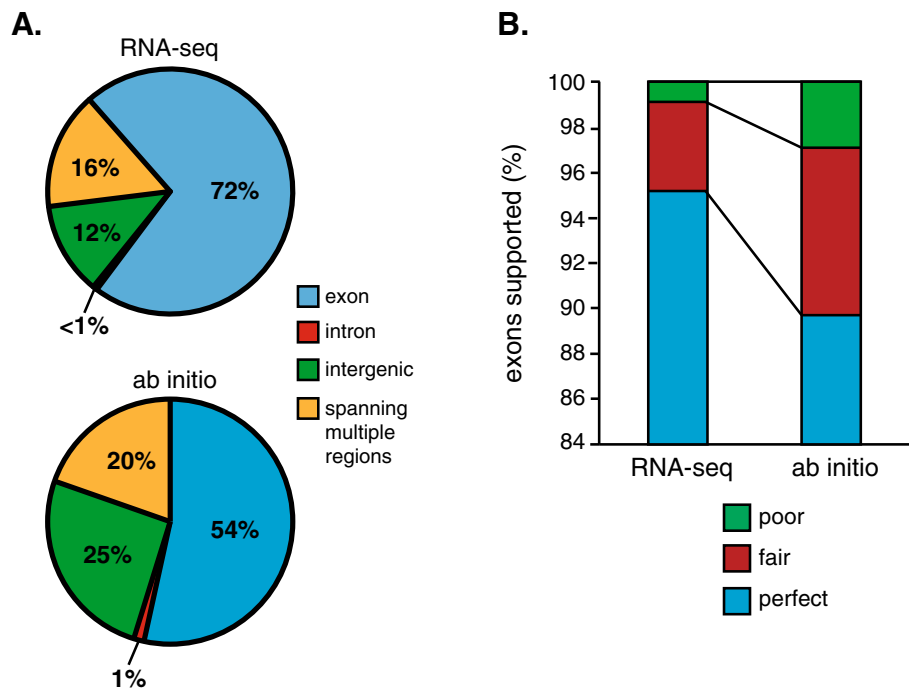 A.
RNA-seq
16%
72%
12%
<1%
exon
intron
intergenic
spanning
multiple
regions
ab initio
20%
54%
25%
1%
B.
exons supported (%)
100
98
96
94
92
90
88
86
84
RNA-seq
ab initio
poor
fair
perfect